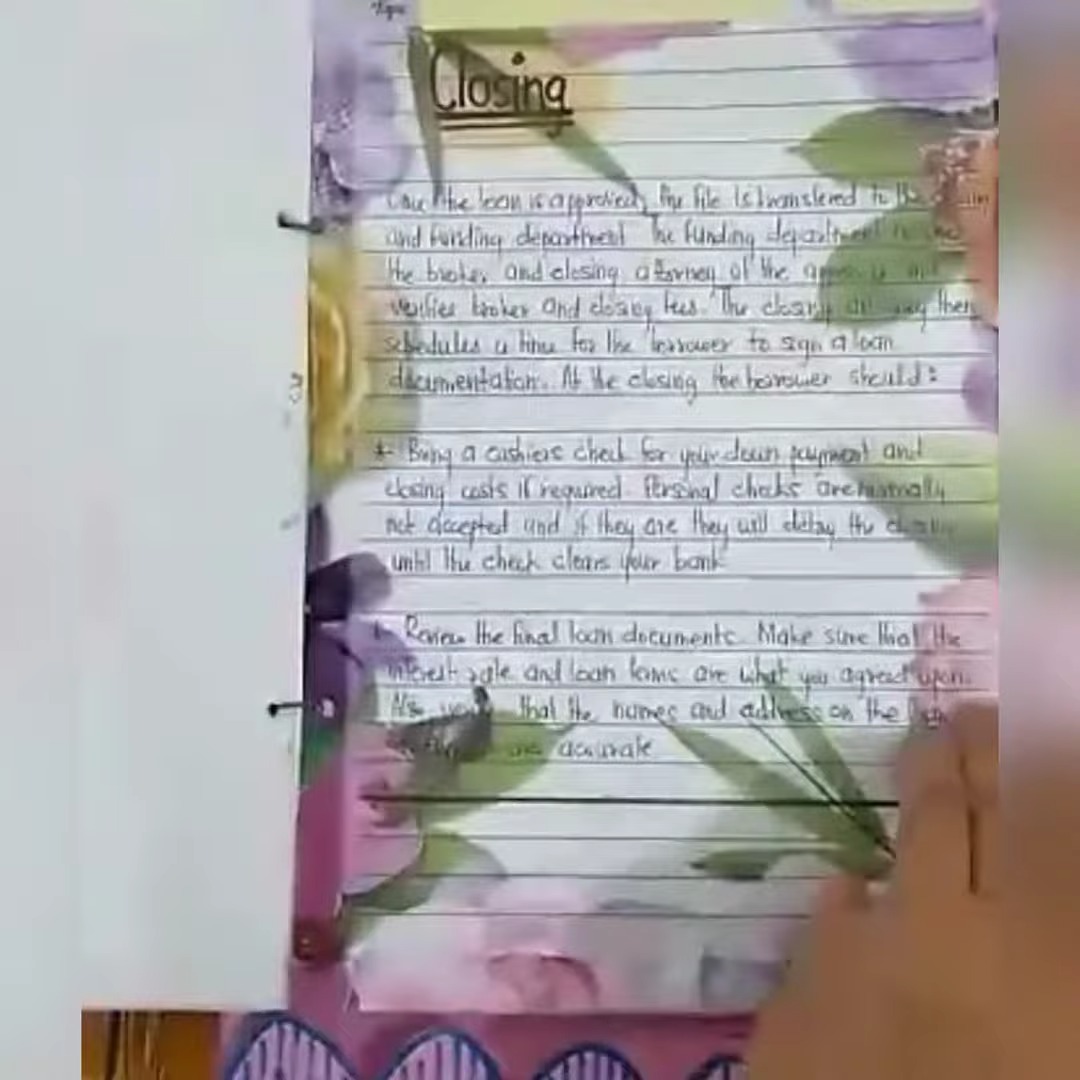 Closing
Once the loan is approved, the file is transfered to the
and funding department The funding department
the broker and closing attorney of the
verifies broker and closing fees. The closing then
schedules a time for the borrower to sign a loan
documentation. At the closing the borrower should:
* Bring a cashiers check for your down payment and
closing costs if required. Personal checks are normally
not accepted and if they are they will delay the
until the check clears your bank
Review the final loan documents. Make sure that the
interest rate and loan terms are what you agreed upon.
that the names and address on the
accurate